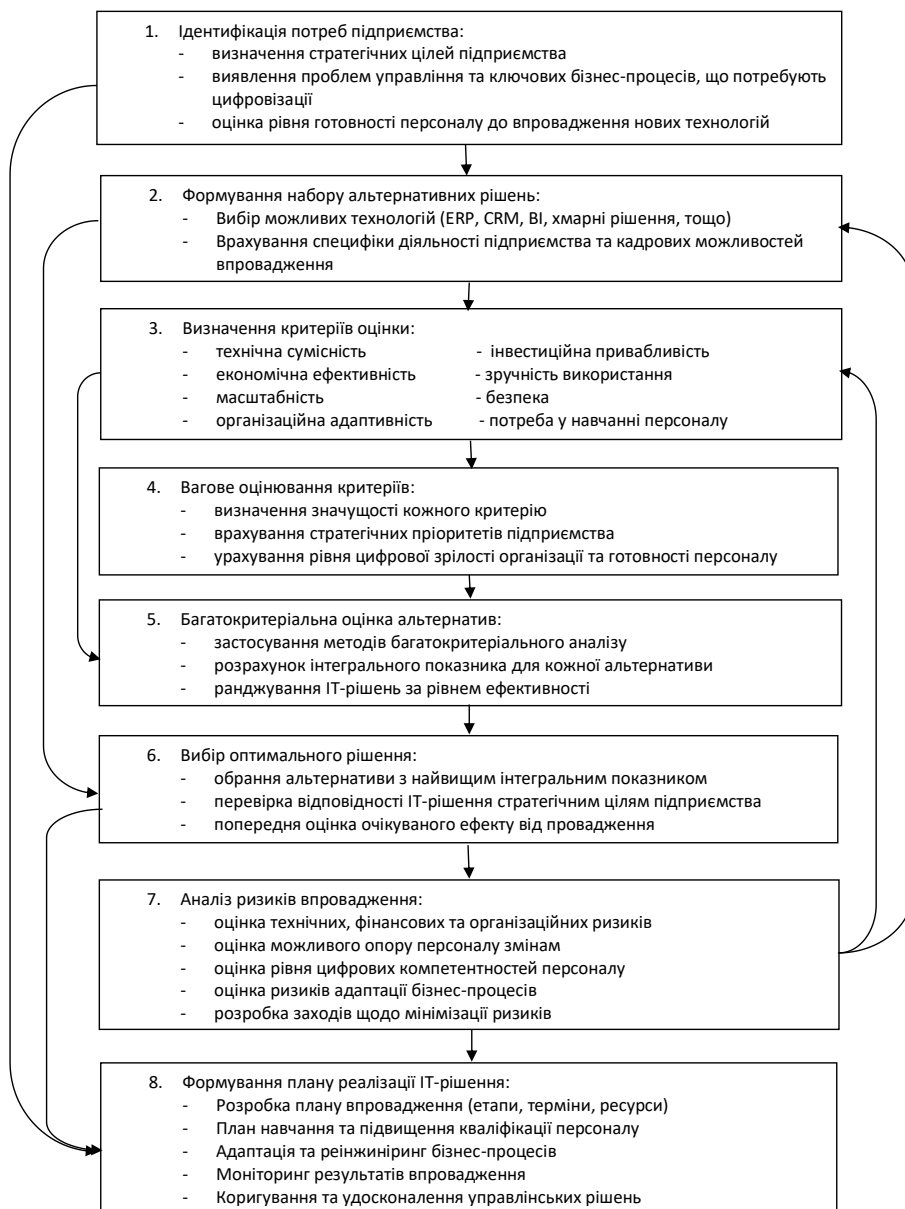 1. Ідентифікація потреб підприємства:
- визначення стратегічних цілей підприємства
- виявлення проблем управління та ключових бізнес-процесів, що потребують
цифровізації
- оцінка рівня готовності персоналу до впровадження нових технологій
2. Формування набору альтернативних рішень:
- Вибір можливих технологій (ERP, CRM, BI, хмарні рішення, тощо)
- Врахування специфіки діяльності підприємства та кадрових можливостей
впровадження
3. Визначення критеріїв оцінки:
- технічна сумісність - інвестиційна привабливість
- економічна ефективність - зручність використання
- масштабність - безпека
- організаційна адаптивність - потреба у навчанні персоналу
4. Вагове оцінювання критеріїв:
- визначення значущості кожного критерію
- врахування стратегічних пріоритетів підприємства
- урахування рівня цифрової зрілості організації та готовності персоналу
5. Багатокритеріальна оцінка альтернатив:
- застосування методів багатокритеріального аналізу
- розрахунок інтегрального показника для кожної альтернативи
- ранджування ІТ-рішень за рівнем ефективності
6. Вибір оптимального рішення:
- обрання альтернативи з найвищим інтегральним показником
- перевірка відповідності ІТ-рішення стратегічним цілям підприємства
- попередня оцінка очікуваного ефекту від провадження
7. Аналіз ризиків впровадження:
- оцінка технічних, фінансових та організаційних ризиків
- оцінка можливого опору персоналу змінам
- оцінка рівня цифрових компетентностей персоналу
- оцінка ризиків адаптації бізнес-процесів
- розробка заходів щодо мінімізації ризиків
8. Формування плану реалізації ІТ-рішення:
- Розробка плану впровадження (етапи, терміни, ресурси)
- План навчання та підвищення кваліфікації персоналу
- Адаптація та реінжиніринг бізнес-процесів
- Моніторинг результатів впровадження
- Коригування та удосконалення управлінських рішень